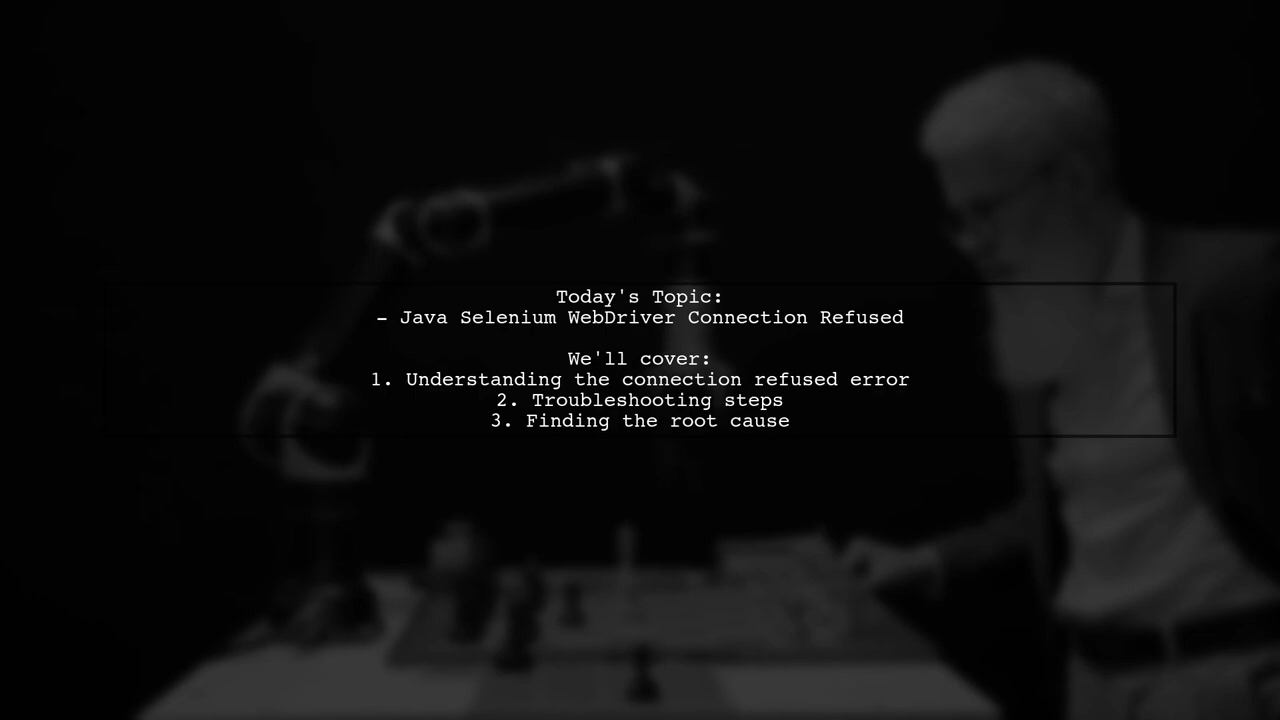 Today's Topic:
– Java Selenium WebDriver Connection Refused
We'll cover:
1. Understanding the connection refused error
2. Troubleshooting steps
3. Finding the root cause